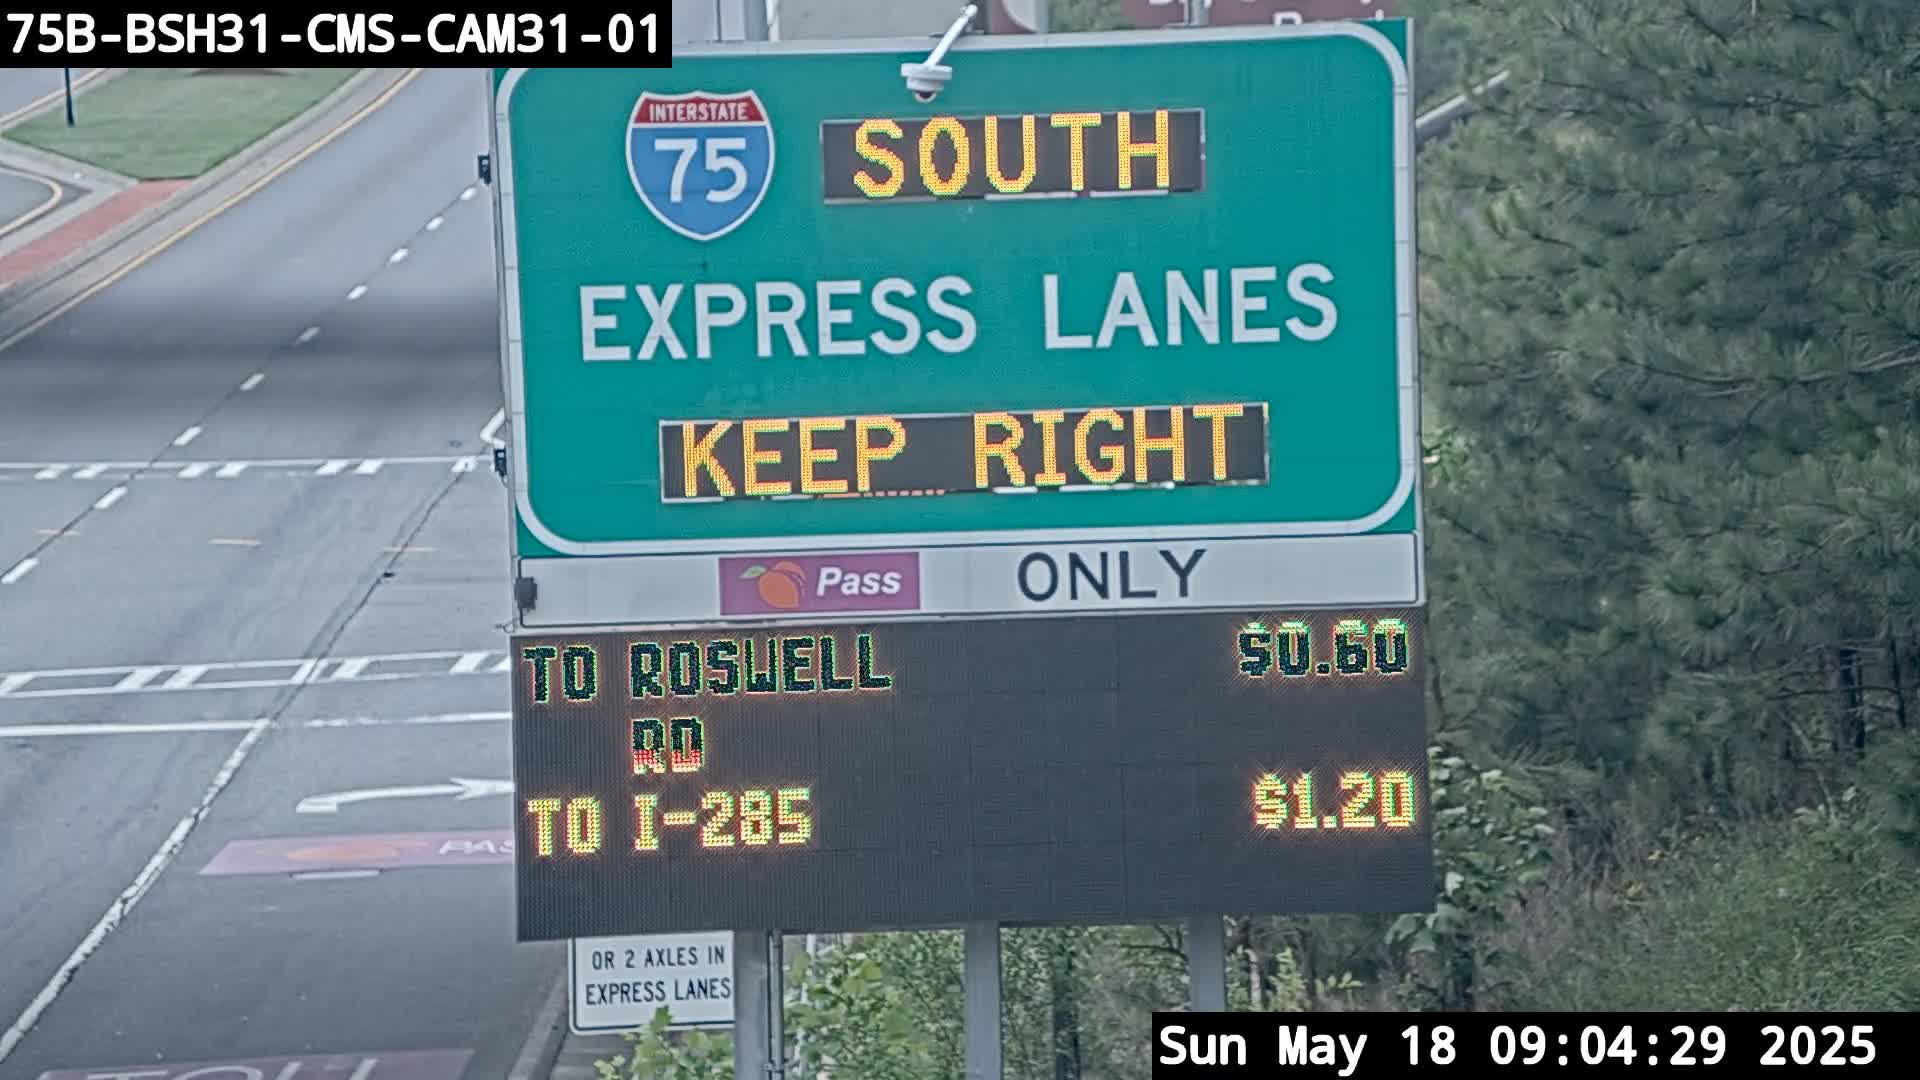 75B-BSH31-CMS-CAM31-01
INTERSTATE
75
SOUTH
EXPRESS LANES
KEEP RIGHT
Pass ONLY
TO ROSWELL $0.60
RD
TO I-285 $1.20
OR 2 AXLES IN
EXPRESS LANES
TOLL
Sun May 18 09:04:29 2025